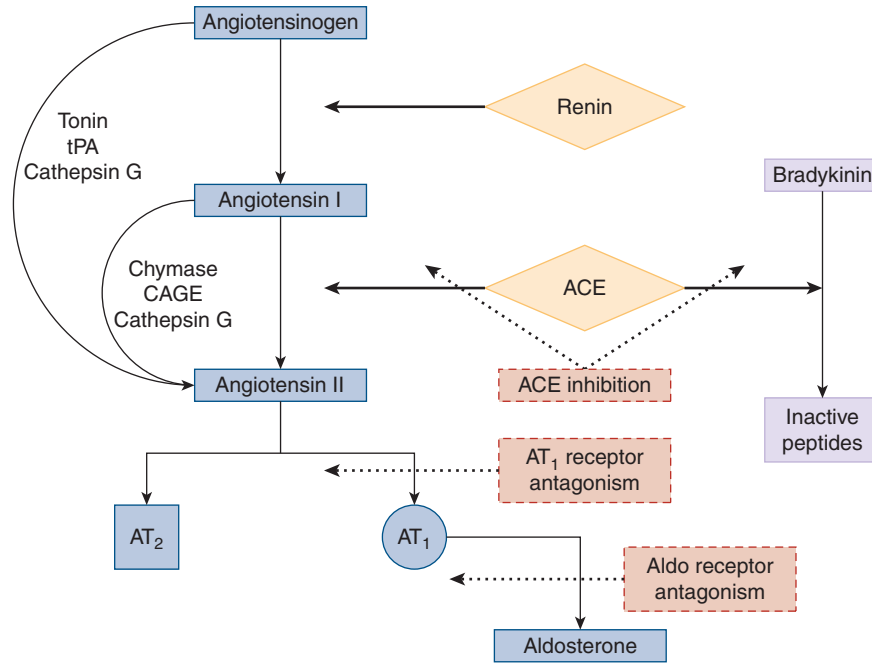 Angiotensinogen
Renin
Tonin
tPA
Cathepsin G
Bradykinin
Angiotensin I
Chymase
CAGE
Cathepsin G
ACE
Angiotensin II
ACE inhibition
Inactive
peptides
AT₁ receptor
antagonism
AT₂
AT₁
Aldo receptor
antagonism
Aldosterone